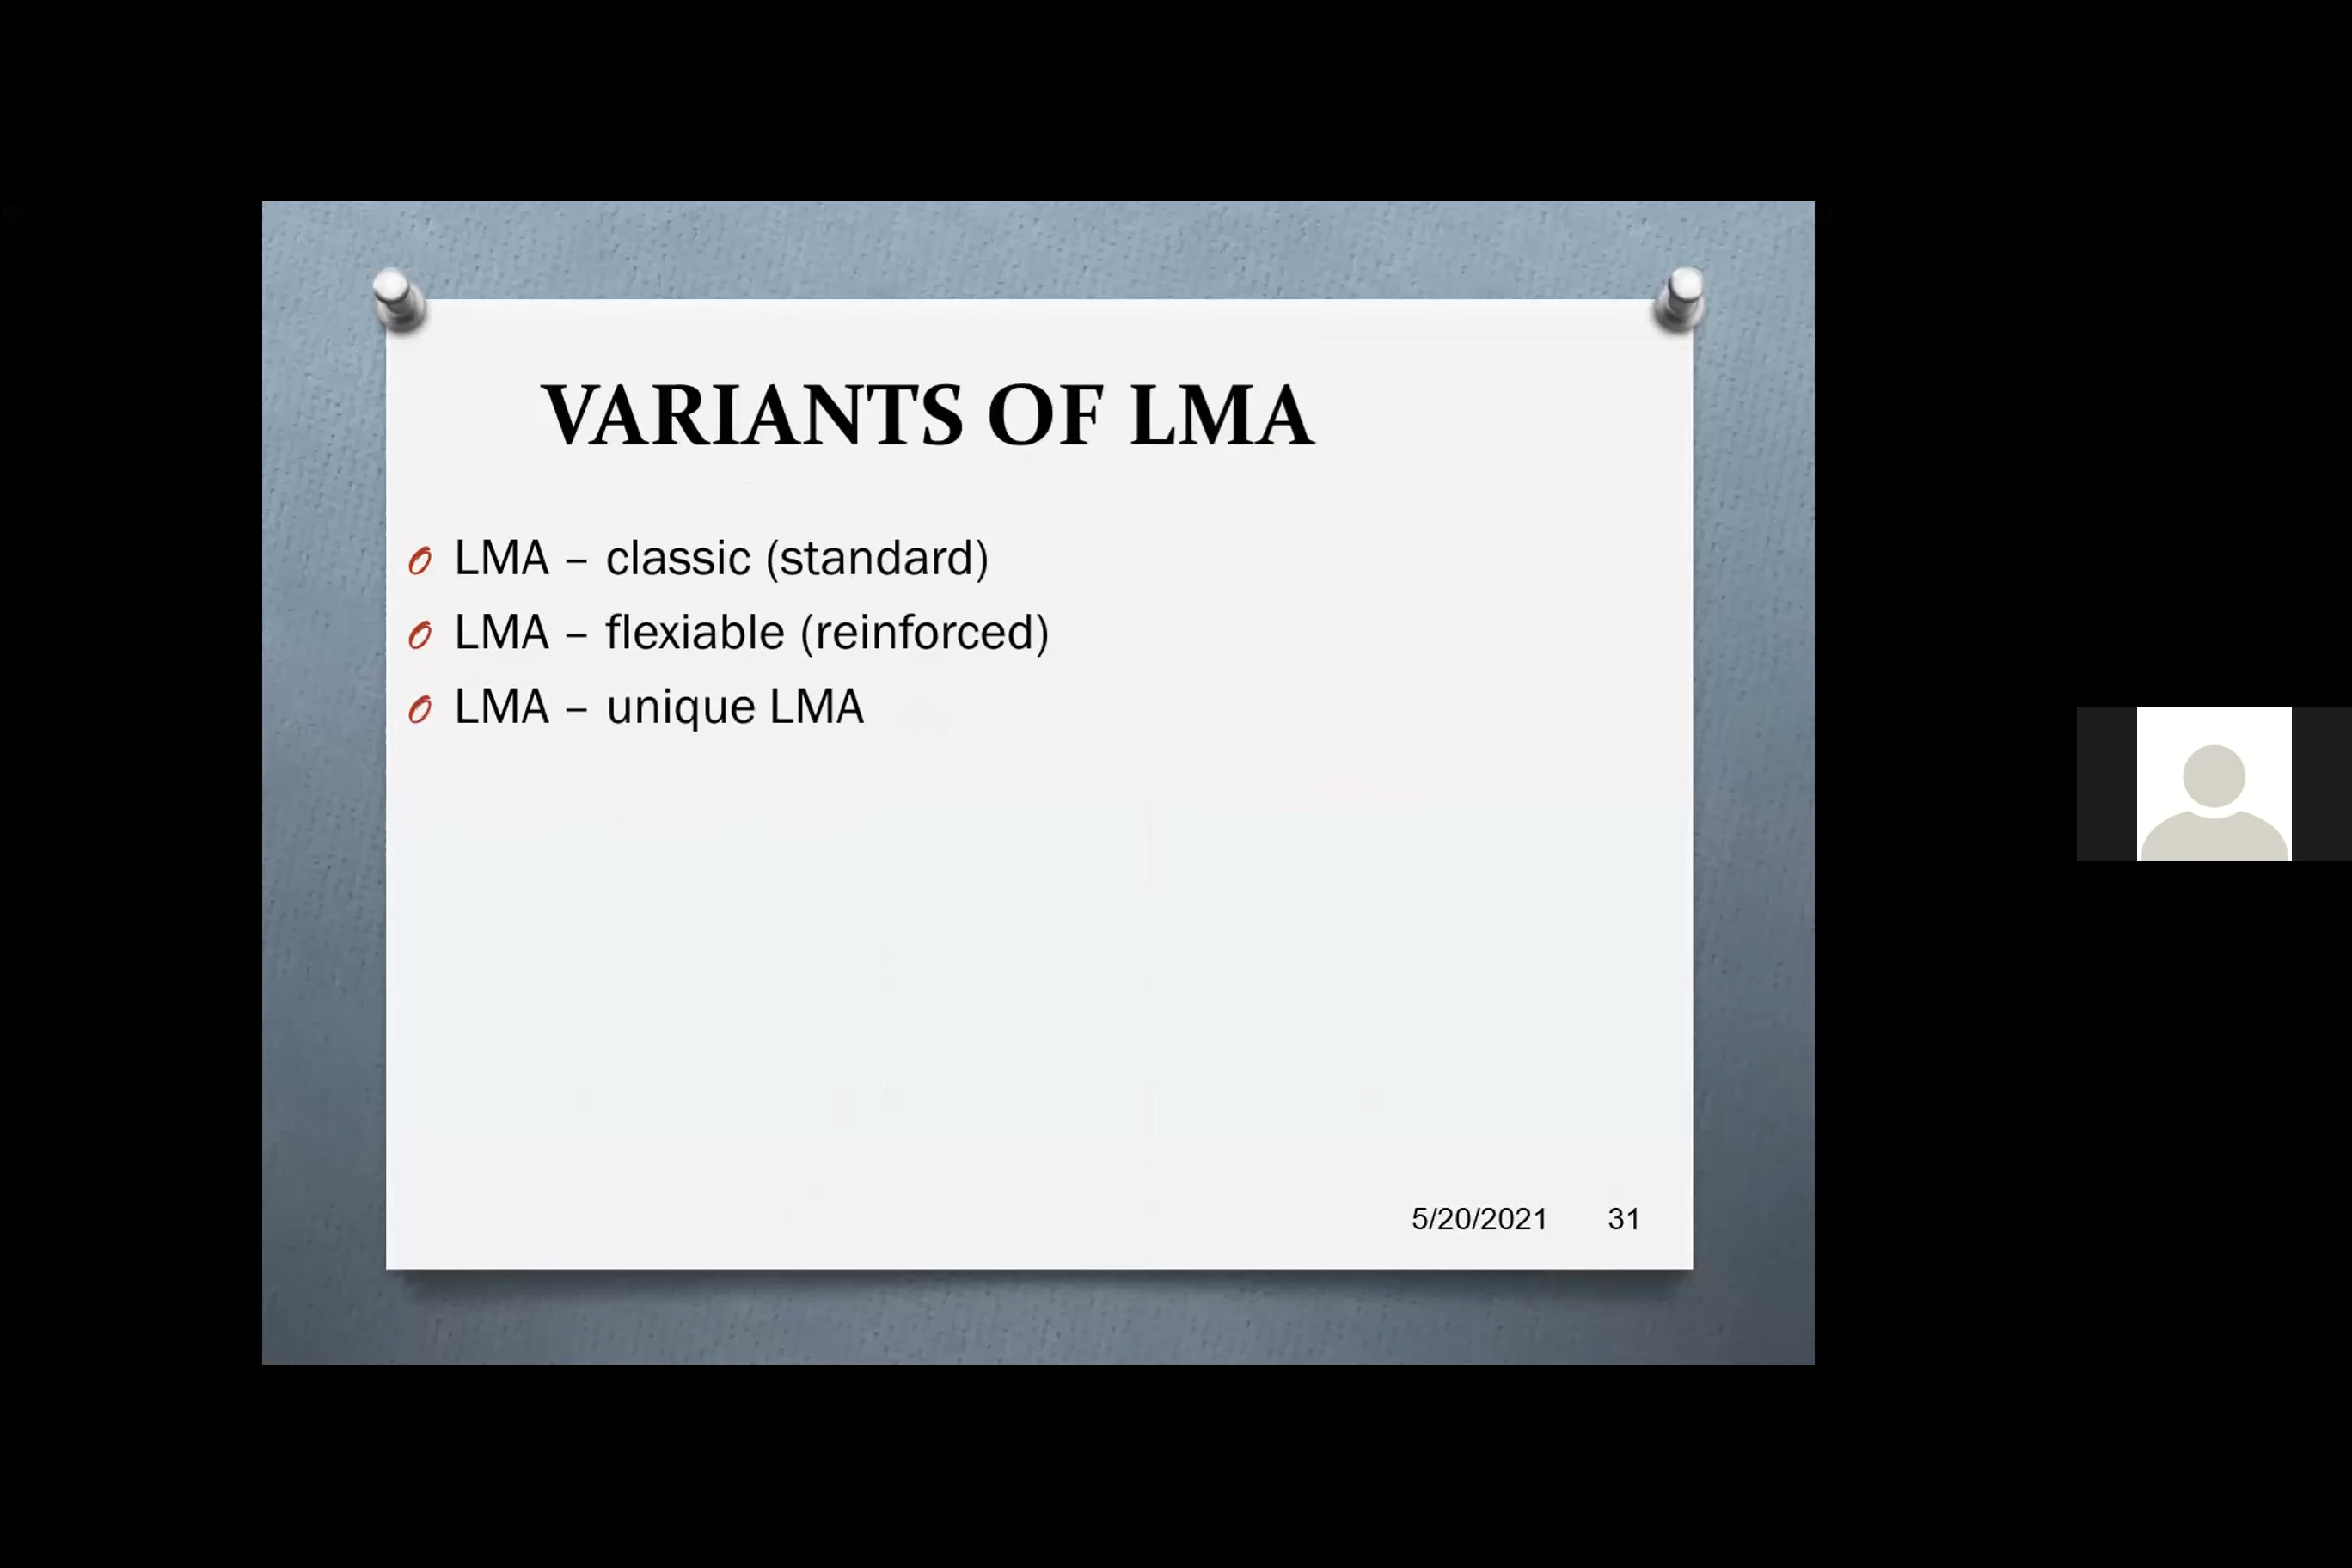 VARIANTS OF LMA
LMA – classic (standard)
LMA – flexiable (reinforced)
LMA – unique LMA
5/20/2021 31